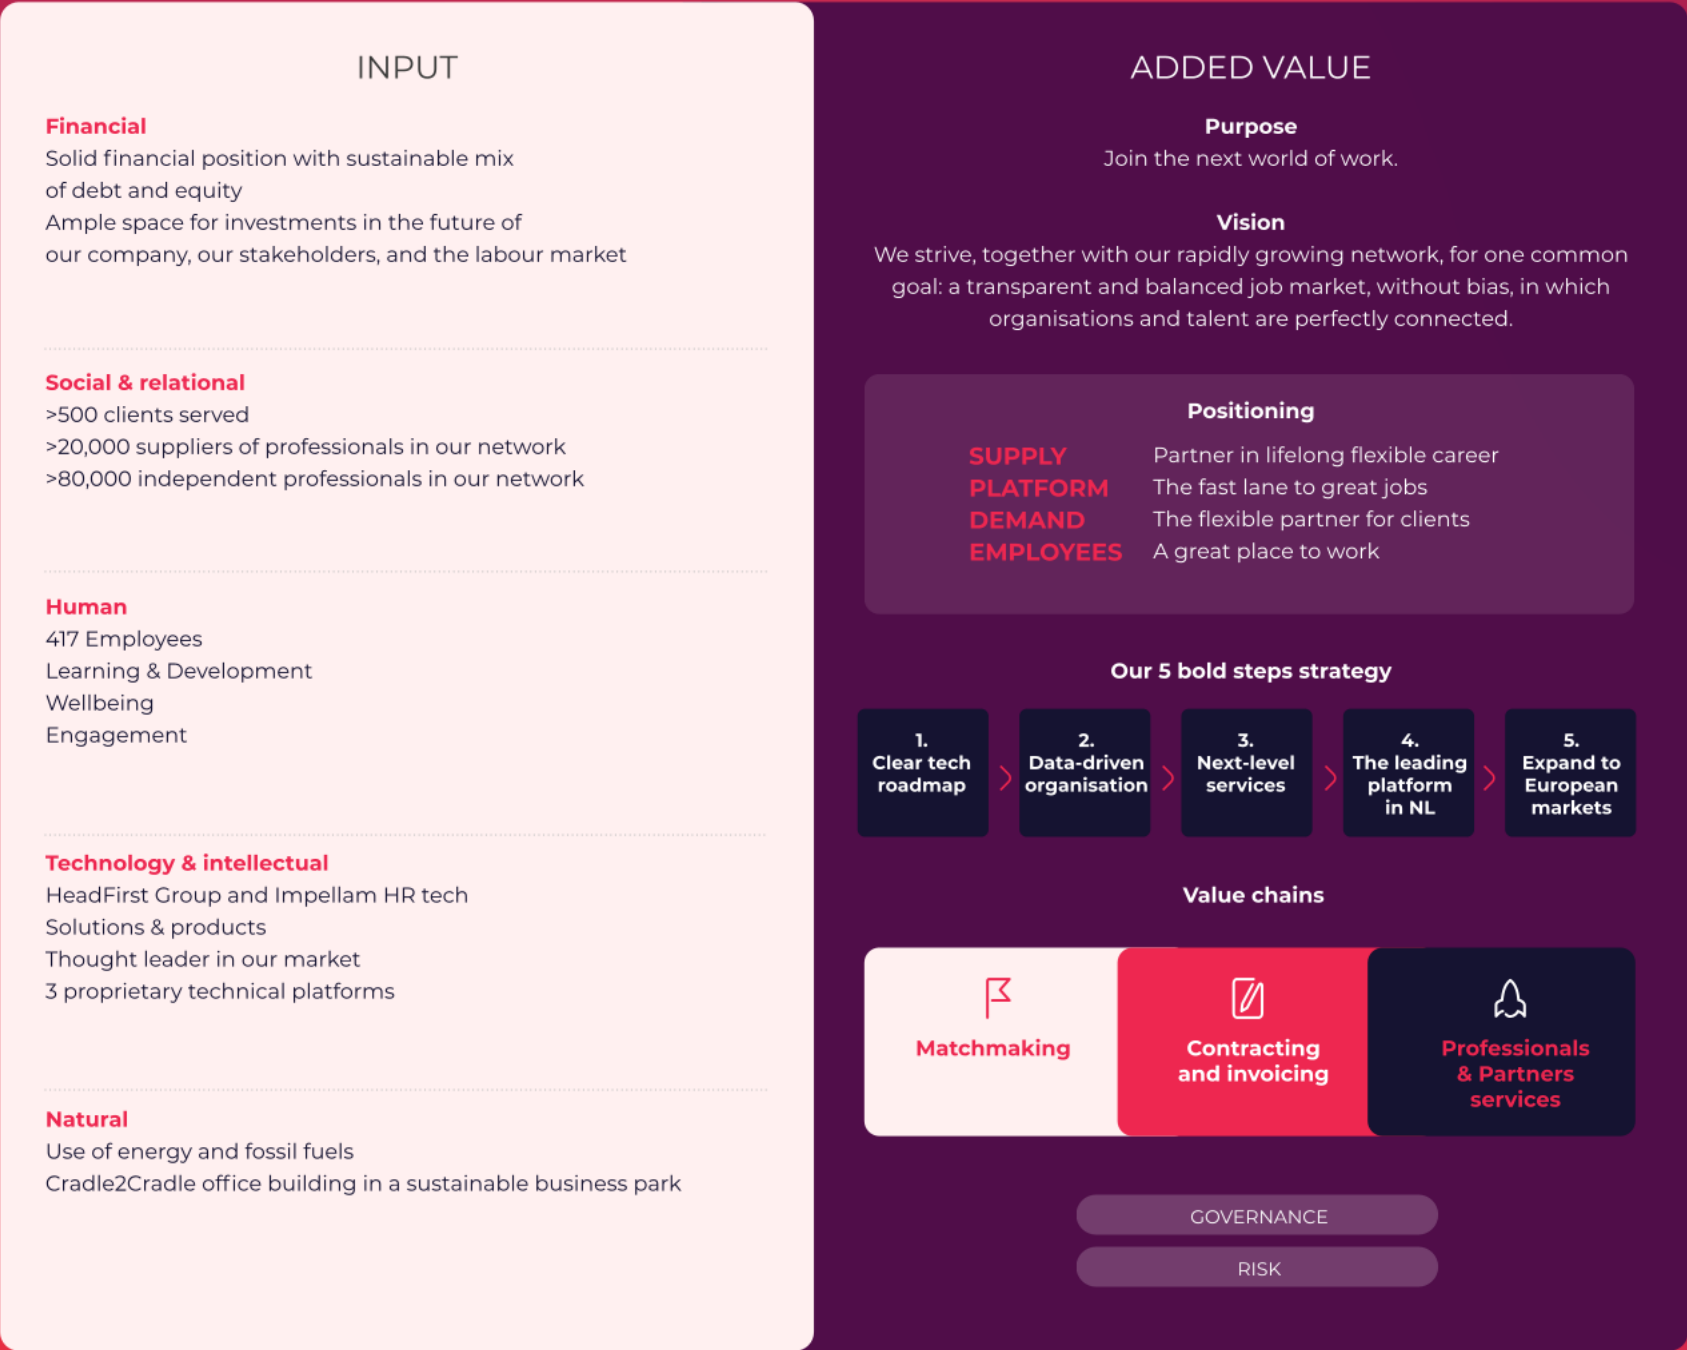 INPUT
Financial
Solid financial position with sustainable mix
of debt and equity
Ample space for investments in the future of
our company, our stakeholders, and the labour market
Social & relational
>500 clients served
>20,000 suppliers of professionals in our network
>80,000 independent professionals in our network
Human
417 Employees
Learning & Development
Wellbeing
Engagement
Technology & intellectual
HeadFirst Group and Impellam HR tech
Solutions & products
Thought leader in our market
3 proprietary technical platforms
Natural
Use of energy and fossil fuels
Cradle2Cradle office building in a sustainable business park
ADDED VALUE
Purpose
Join the next world of work.
Vision
We strive, together with our rapidly growing network, for one common
goal: a transparent and balanced job market, without bias, in which
organisations and talent are perfectly connected.
Positioning
SUPPLY Partner in lifelong flexible career
PLATFORM The fast lane to great jobs
DEMAND The flexible partner for clients
EMPLOYEES A great place to work
Our 5 bold steps strategy
1.
Clear tech
roadmap
2.
Data-driven
organisation
3.
Next-level
services
4.
The leading
platform
in NL
5.
Expand to
European
markets
Value chains
Matchmaking
Contracting
and invoicing
Professionals
& Partners
services
GOVERNANCE
RISK